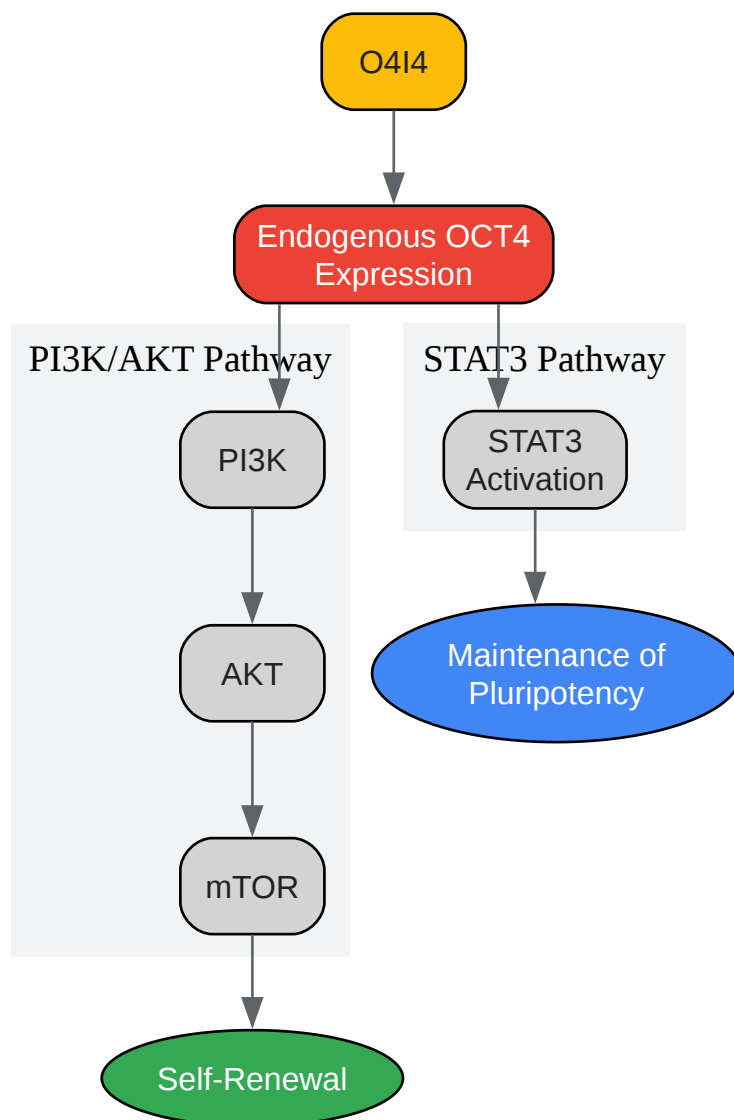 O4I4
Endogenous OCT4
Expression
PI3K/AKT Pathway
STAT3 Pathway
PI3K
STAT3
Activation
AKT
Maintenance of
Pluripotency
mTOR
Self-Renewal